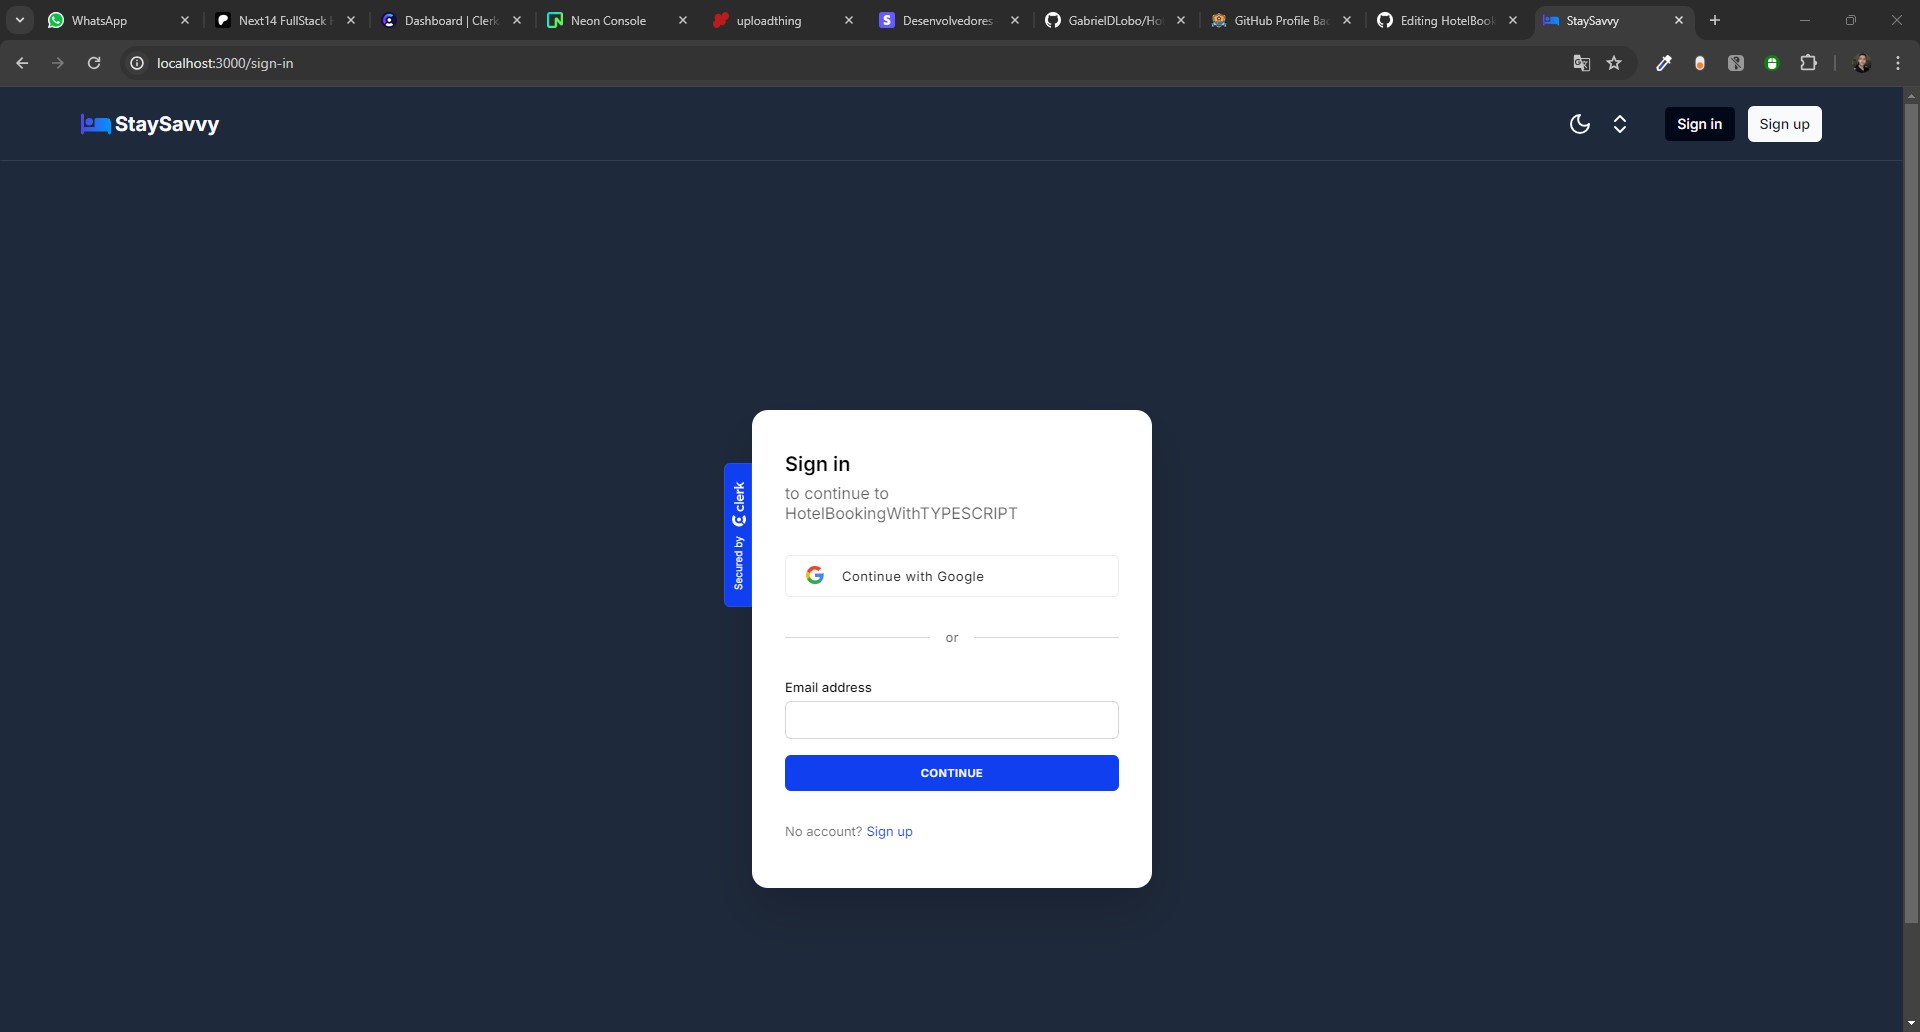 WhatsApp
Next14 FullStack
Dashboard | Clerk
Neon Console
uploadthing
Desenvolvedores
GabrielDLobo/Ho
GitHub Profile Ba
Editing HotelBook
StaySavvy
localhost:3000/sign-in
StaySavvy
Sign in
Sign up
Sign in
to continue to
HotelBookingWithTYPESCRIPT
Secured by clerk
Continue with Google
or
Email address
CONTINUE
No account? Sign up